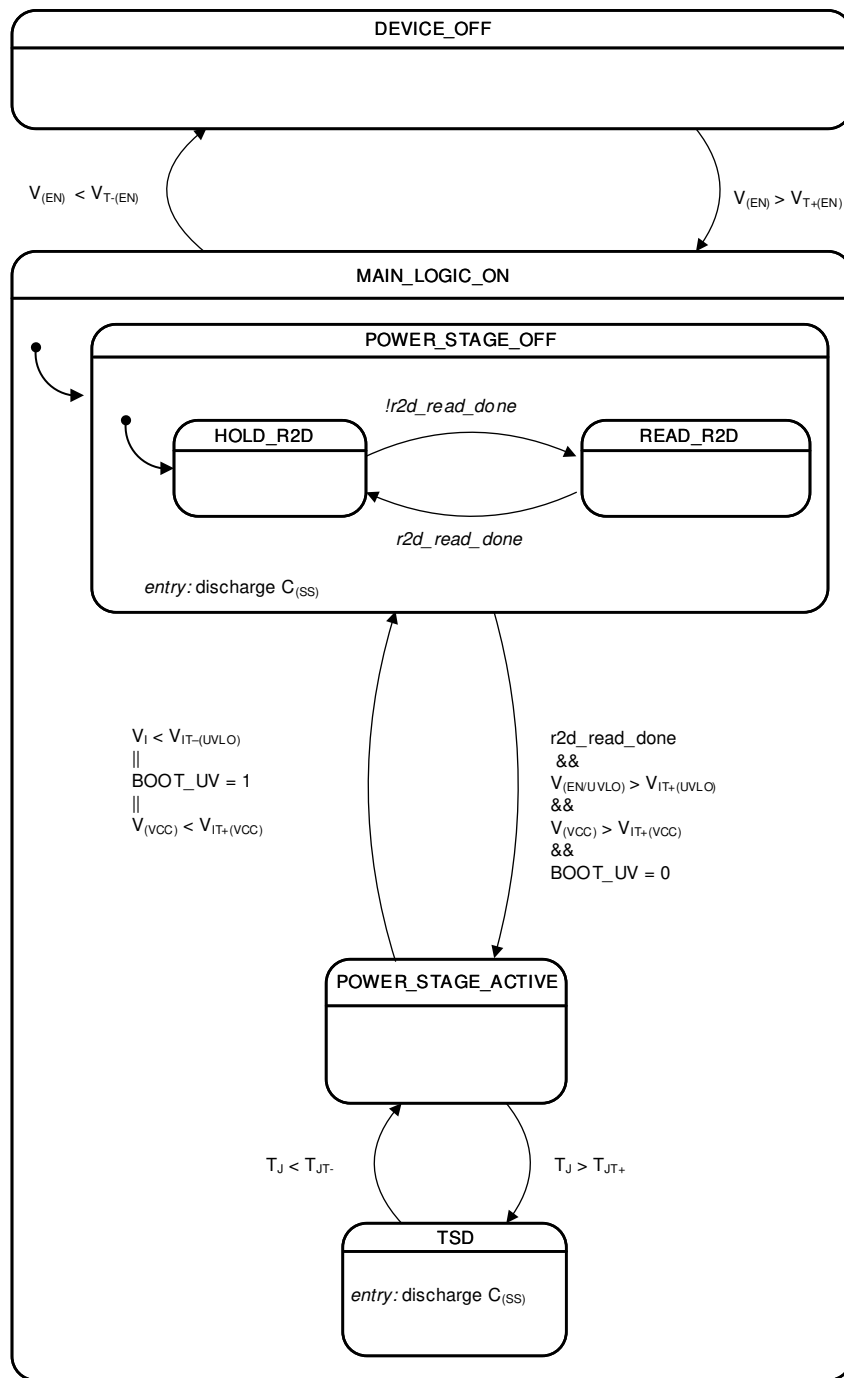 DEVICE_OFF
V(EN) < VT-(EN)
V(EN) > VT+(EN)
MAIN_LOGIC_ON
POWER_STAGE_OFF
!r2d_read_done
HOLD_R2D
READ_R2D
r2d_read_done
entry: discharge C(SS)
VI < VIT–(UVLO)
||
BOOT_UV = 1
||
V(VCC) < VIT+(VCC)
r2d_read_done
&&
V(EN/UVLO) > VIT+(UVLO)
&&
V(VCC) > VIT+(VCC)
&&
BOOT_UV = 0
POWER_STAGE_ACTIVE
TJ < TJT-
TJ > TJT+
TSD
entry: discharge C(SS)